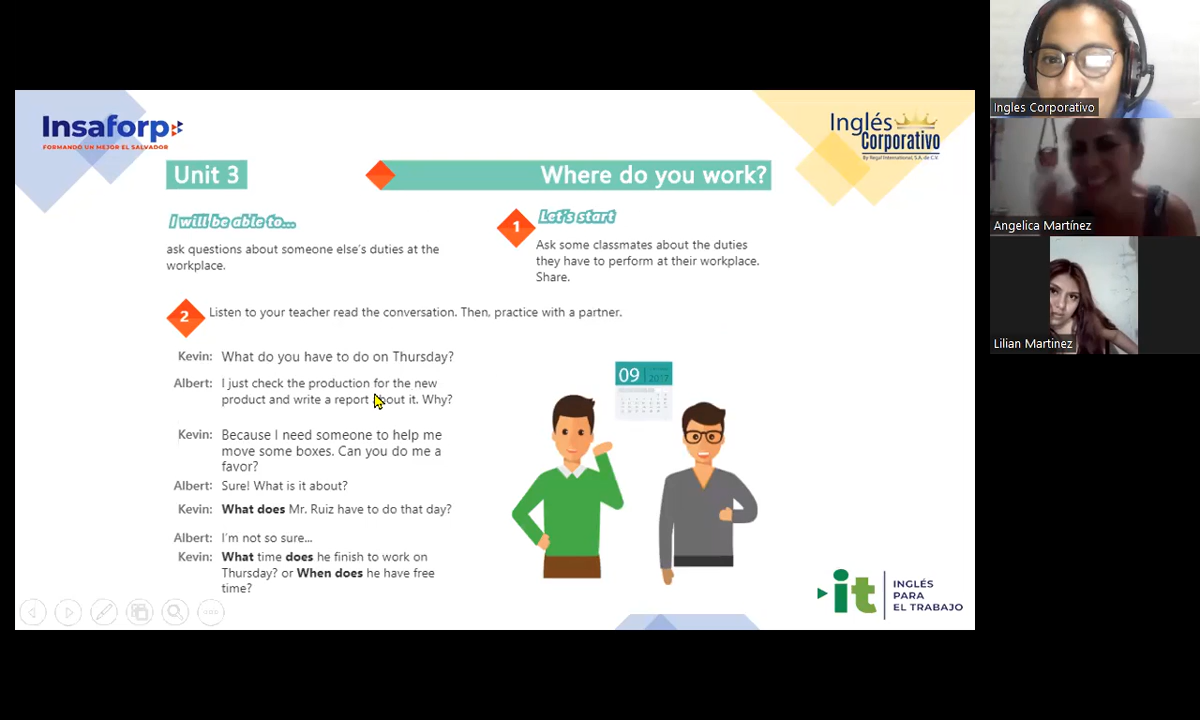 Insaforp
FORMANDO UN MEJOR EL SALVADOR
Inglés
Corporativo
By Regal International, S.A. de C.V.
Unit 3
Where do you work?
I will be able to...
ask questions about someone else's duties at the
workplace.
1
Let's start
Ask some classmates about the duties
they have to perform at their workplace.
Share.
2
Listen to your teacher read the conversation. Then, practice with a partner.
Kevin: What do you have to do on Thursday?
Albert: I just check the production for the new
product and write a report about it. Why?
Kevin: Because I need someone to help me
move some boxes. Can you do me a
favor?
Albert: Sure! What is it about?
Kevin: What does Mr. Ruiz have to do that day?
Albert: I'm not so sure...
Kevin: What time does he finish to work on
Thursday? or When does he have free
time?
09
2017
it
INGLÉS
PARA
EL TRABAJO
Ingles Corporativo
Angelica Martínez
Lilian Martinez